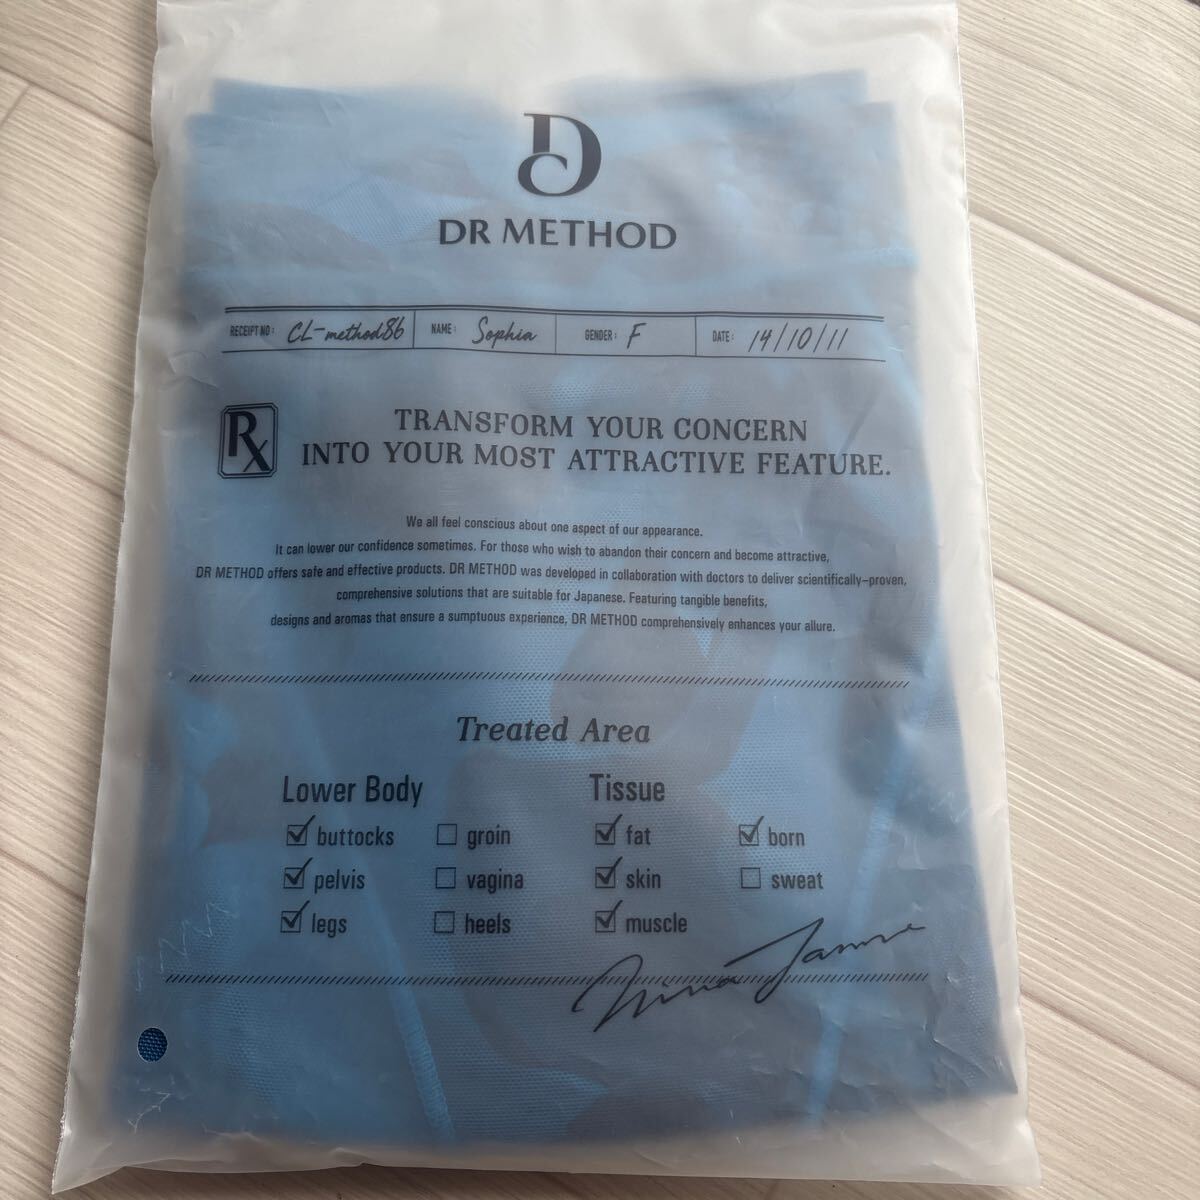 DC
DR METHOD
RECEIPT NO: CL-method86 NAME: Sophia GENDER: F DATE: 14/10/11
Rx
TRANSFORM YOUR CONCERN
INTO YOUR MOST ATTRACTIVE FEATURE.
We all feel conscious about one aspect of our appearance.
It can lower our confidence sometimes. For those who wish to abandon their concern and become attractive,
DR METHOD offers safe and effective products. DR METHOD was developed in collaboration with doctors to deliver scientifically–proven,
comprehensive solutions that are suitable for Japanese. Featuring tangible benefits,
designs and aromas that ensure a sumptuous experience, DR METHOD comprehensively enhances your allure.
Treated Area
Lower Body Tissue
buttocks groin fat born
pelvis vagina skin sweat
legs heels muscle